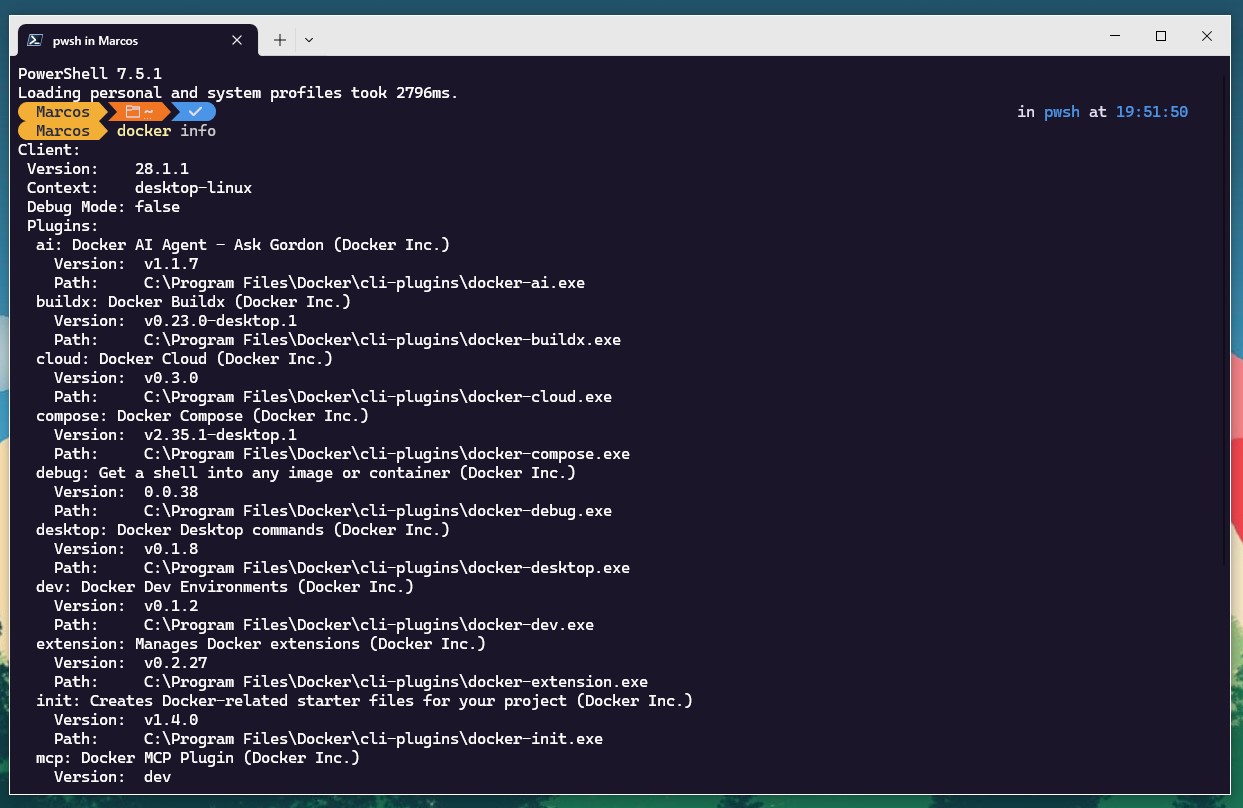 pwsh in Marcos
PowerShell 7.5.1
Loading personal and system profiles took 2796ms.
Marcos ~ in pwsh at 19:51:50
Marcos docker info
Client:
 Version:    28.1.1
 Context:    desktop-linux
 Debug Mode: false
 Plugins:
  ai: Docker AI Agent - Ask Gordon (Docker Inc.)
    Version:  v1.1.7
    Path:     C:\Program Files\Docker\cli-plugins\docker-ai.exe
  buildx: Docker Buildx (Docker Inc.)
    Version:  v0.23.0-desktop.1
    Path:     C:\Program Files\Docker\cli-plugins\docker-buildx.exe
  cloud: Docker Cloud (Docker Inc.)
    Version:  v0.3.0
    Path:     C:\Program Files\Docker\cli-plugins\docker-cloud.exe
  compose: Docker Compose (Docker Inc.)
    Version:  v2.35.1-desktop.1
    Path:     C:\Program Files\Docker\cli-plugins\docker-compose.exe
  debug: Get a shell into any image or container (Docker Inc.)
    Version:  0.0.38
    Path:     C:\Program Files\Docker\cli-plugins\docker-debug.exe
  desktop: Docker Desktop commands (Docker Inc.)
    Version:  v0.1.8
    Path:     C:\Program Files\Docker\cli-plugins\docker-desktop.exe
  dev: Docker Dev Environments (Docker Inc.)
    Version:  v0.1.2
    Path:     C:\Program Files\Docker\cli-plugins\docker-dev.exe
  extension: Manages Docker extensions (Docker Inc.)
    Version:  v0.2.27
    Path:     C:\Program Files\Docker\cli-plugins\docker-extension.exe
  init: Creates Docker-related starter files for your project (Docker Inc.)
    Version:  v1.4.0
    Path:     C:\Program Files\Docker\cli-plugins\docker-init.exe
  mcp: Docker MCP Plugin (Docker Inc.)
    Version:  dev